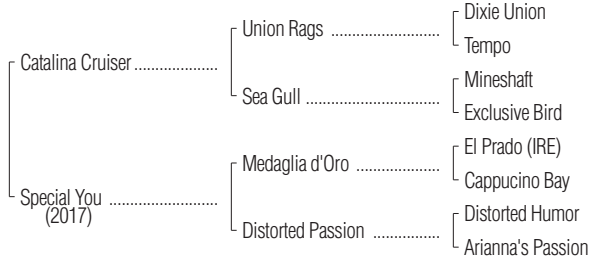 Dixie Union
Union Rags ....................
Tempo
Catalina Cruiser....................
Mineshaft
Sea Gull .........................
Exclusive Bird
El Prado (IRE)
Medaglia d'Oro ................
Cappucino Bay
Special You .....................
(2017)
Distorted Humor
Distorted Passion .............
Arianna's Passion